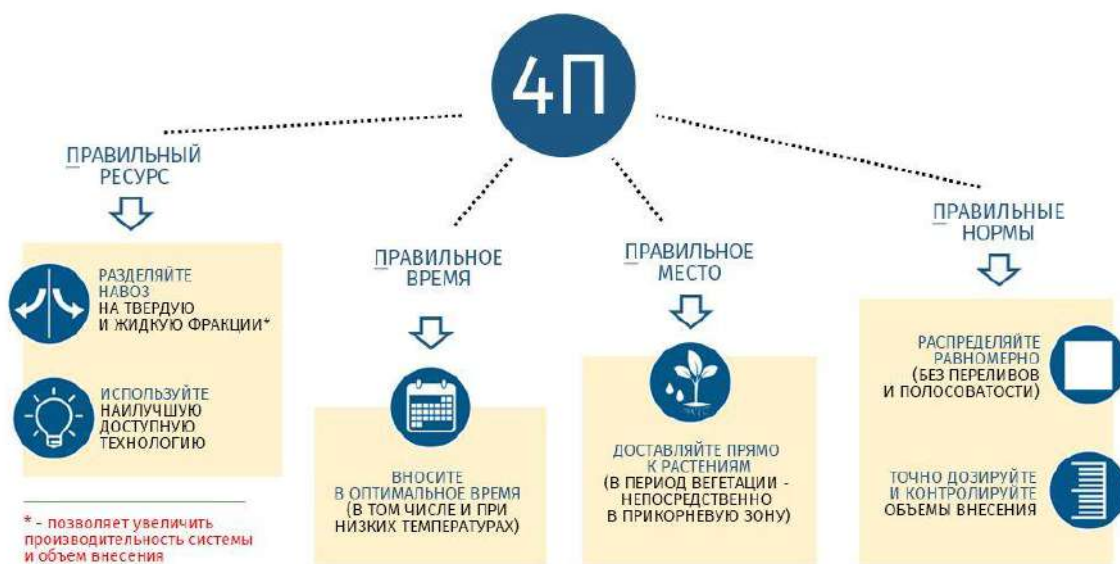 4П
ПРАВИЛЬНЫЙ
РЕСУРС
РАЗДЕЛЯЙТЕ
НАВОЗ
НА ТВЕРДУЮ
И ЖИДКУЮ ФРАКЦИИ*
ИСПОЛЬЗУЙТЕ
НАИЛУЧШУЮ
ДОСТУПНУЮ
ТЕХНОЛОГИЮ
* - позволяет увеличить
производительность системы
и объем внесения
ПРАВИЛЬНОЕ
ВРЕМЯ
ВНОСИТЕ
В ОПТИМАЛЬНОЕ ВРЕМЯ
(В ТОМ ЧИСЛЕ И ПРИ
НИЗКИХ ТЕМПЕРАТУРАХ)
ПРАВИЛЬНОЕ
МЕСТО
ДОСТАВЛЯЙТЕ ПРЯМО
К РАСТЕНИЯМ
(В ПЕРИОД ВЕГЕТАЦИИ -
НЕПОСРЕДСТВЕННО
В ПРИКОРНЕВУЮ ЗОНУ)
ПРАВИЛЬНЫЕ
НОРМЫ
РАСПРЕДЕЛЯЙТЕ
РАВНОМЕРНО
(БЕЗ ПЕРЕЛИВОВ
И ПОЛОСОВАТОСТИ)
ТОЧНО ДОЗИРУЙТЕ
И КОНТРОЛИРУЙТЕ
ОБЪЕМЫ ВНЕСЕНИЯ